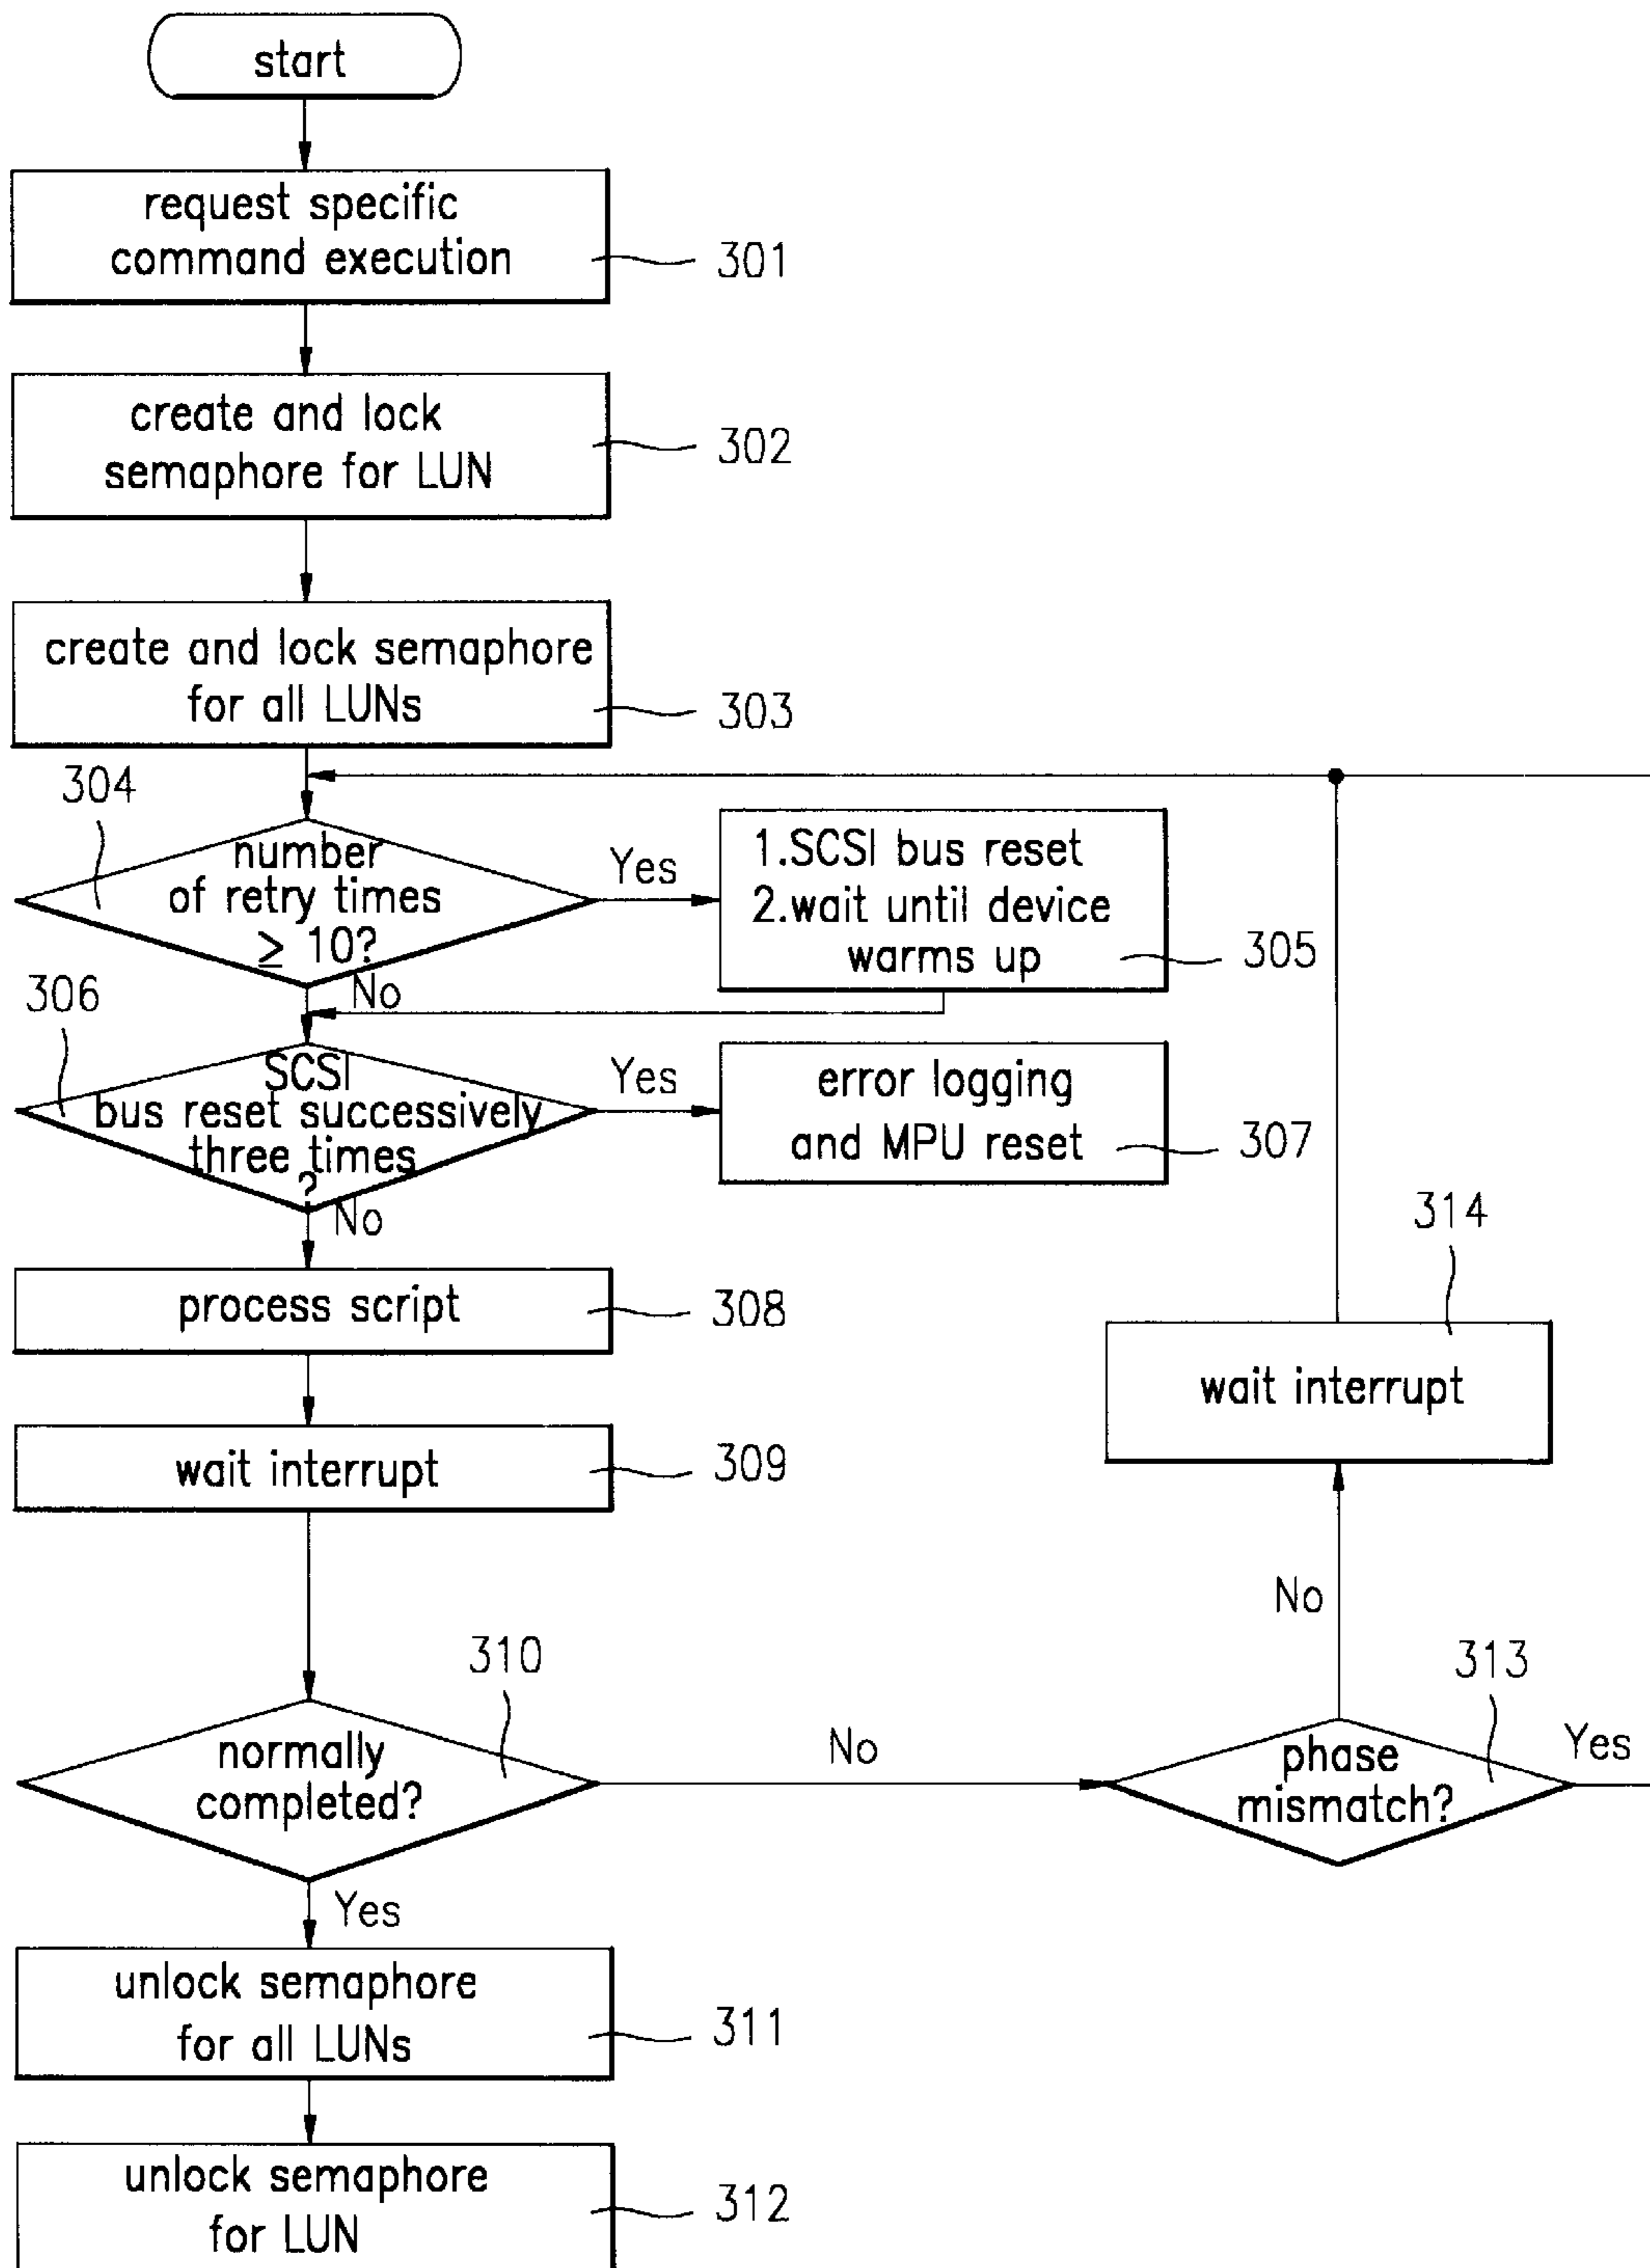 start
request specific
command execution
301
create and lock
semaphore for LUN
302
create and lock semaphore
for all LUNs
303
304
number
of retry times
≥ 10?
Yes
No
1.SCSI bus reset
2.wait until device
warms up
305
306
SCSI
bus reset successively
three times
?
Yes
No
error logging
and MPU reset
307
process script
308
wait interrupt
309
310
normally
completed?
No
Yes
313
phase
mismatch?
Yes
No
314
wait interrupt
unlock semaphore
for all LUNs
311
unlock semaphore
for LUN
312